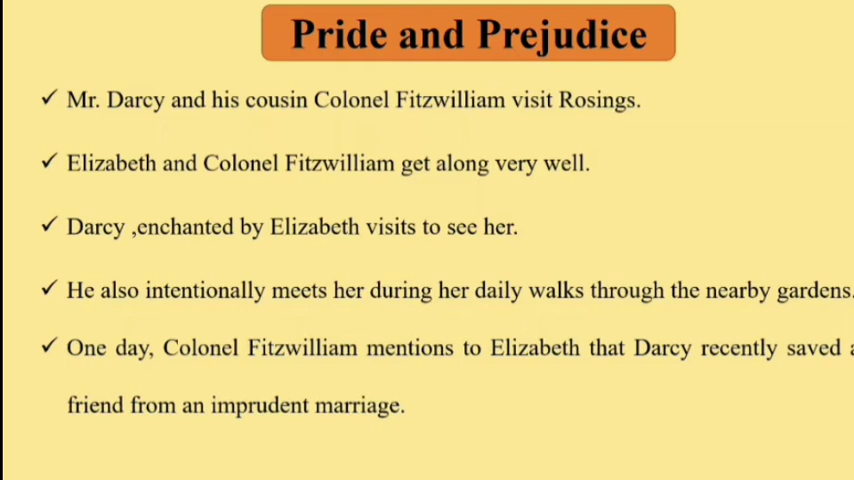 Pride and Prejudice
✓ Mr. Darcy and his cousin Colonel Fitzwilliam visit Rosings.
✓ Elizabeth and Colonel Fitzwilliam get along very well.
✓ Darcy ,enchanted by Elizabeth visits to see her.
✓ He also intentionally meets her during her daily walks through the nearby gardens.
✓ One day, Colonel Fitzwilliam mentions to Elizabeth that Darcy recently saved a
friend from an imprudent marriage.